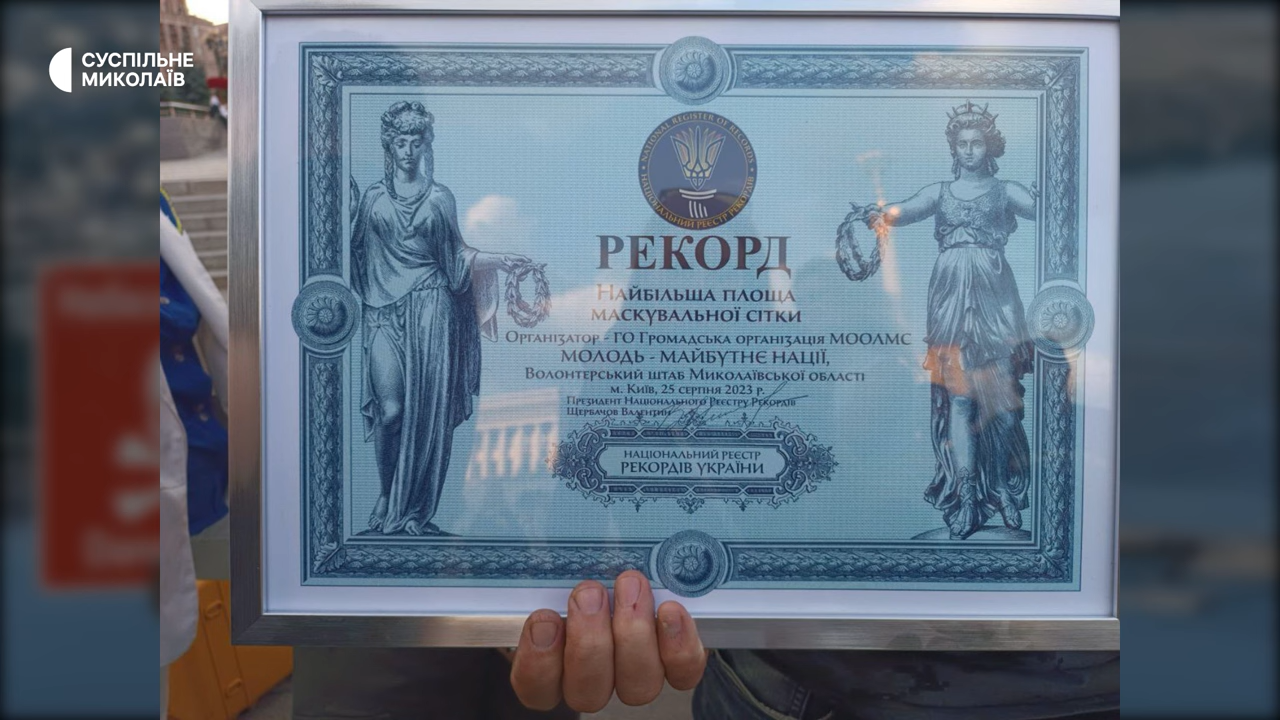 СУСПІЛЬНЕ
МИКОЛАЇВ
NATIONAL REGISTER OF RECORDS
НАЦІОНАЛЬНИЙ РЕЄСТР РЕКОРДІВ
РЕКОРД
Найбільша площа
маскувальної сітки
Організатор - ГО Громадська організація МООЛМС
МОЛОДЬ - МАЙБУТНЄ НАЦІЇ,
Волонтерський штаб Миколаївської області
м. Київ, 25 серпня 2023 р.
Президент Національного Реєстру Рекордів
Щербачов Валентин
НАЦІОНАЛЬНИЙ РЕЄСТР
РЕКОРДІВ УКРАЇНИ